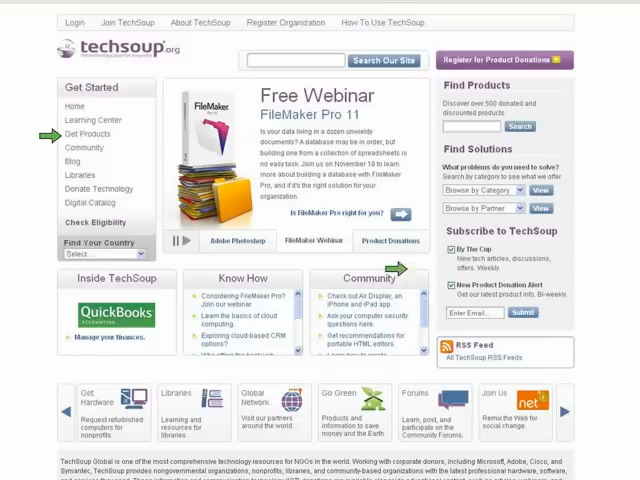 Login Join TechSoup About TechSoup Register Organization How To Use TechSoup
techsoup.org
Search Our Site
Register for Product Donations
Get Started
Home
Learning Center
Get Products
Community
Blog
Libraries
Donate Technology
Digital Catalog
Check Eligibility
Find Your Country
Select....
FileMaker
Pro 11
Free Webinar
FileMaker Pro 11
Is your data living in a dozen unwieldy
documents? A database may be in order, but
building one from a collection of spreadsheets
is no easy task. Join us on November 18 to learn
more about building a database with FileMaker
Pro, and if it's the right solution for your
organization.
Is FileMaker Pro right for you?
Adobe Photoshop FileMaker Webinar Product Donations
Find Products
Discover over 500 donated and
discounted products
Search
Find Solutions
What problems do you need to solve?
Search by category to see what we offer
Browse by Category View
Browse by Partner View
Subscribe to TechSoup
By The Cup
New tech articles, discussions,
offers. Weekly.
New Product Donation Alert
Get our latest product info. Bi-weekly.
Enter Email... Submit
RSS Feed
All TechSoup RSS Feeds
Inside TechSoup
QuickBooks
ACCOUNTING
Manage your finances.
Know How
Considering FileMaker Pro?
Join our webinar.
Learn the basics of cloud
computing.
Exploring cloud-based CRM
options?
Community
Check out Air Display, an
iPhone and iPad app.
Ask your computer security
questions here.
Get recommendations for
portable HTML editors.
Get
Hardware
Request refurbished
computers for
nonprofits
Libraries
Learning and
resources for
libraries.
Global
Network
Visit our partners
around the world.
Go Green
Products and
information to save
money and the Earth.
Forums
Learn, post, and
participate on the
Community Forums.
Join Us
net
Remix the Web for
social change
TechSoup Global is one of the most comprehensive technology resources for NGOs in the world. Working with corporate donors, including Microsoft, Adobe, Cisco, and
Symantec, TechSoup provides nongovernmental organizations, nonprofits, libraries, and community-based organizations with the latest professional hardware, software,